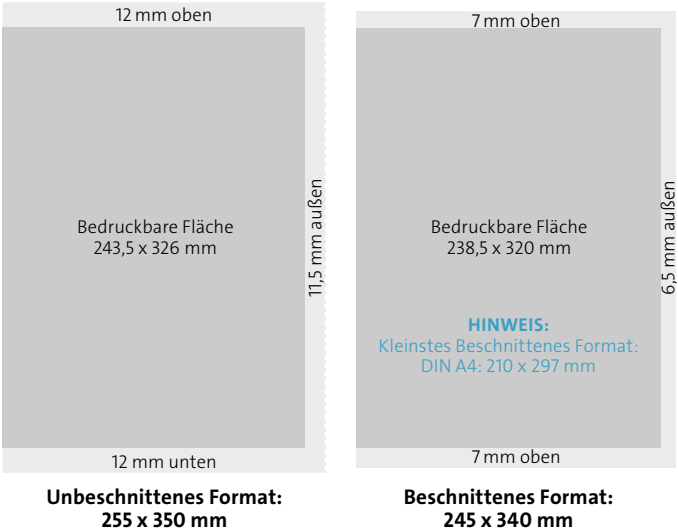 12 mm oben
Bedruckbare Fläche
243,5 x 326 mm
11,5 mm außen
12 mm unten
Unbeschnittenes Format:
255 x 350 mm
7 mm oben
Bedruckbare Fläche
238,5 x 320 mm
6,5 mm außen
HINWEIS:
Kleinstes Beschnittenes Format:
DIN A4: 210 x 297 mm
7 mm oben
Beschnittenes Format:
245 x 340 mm